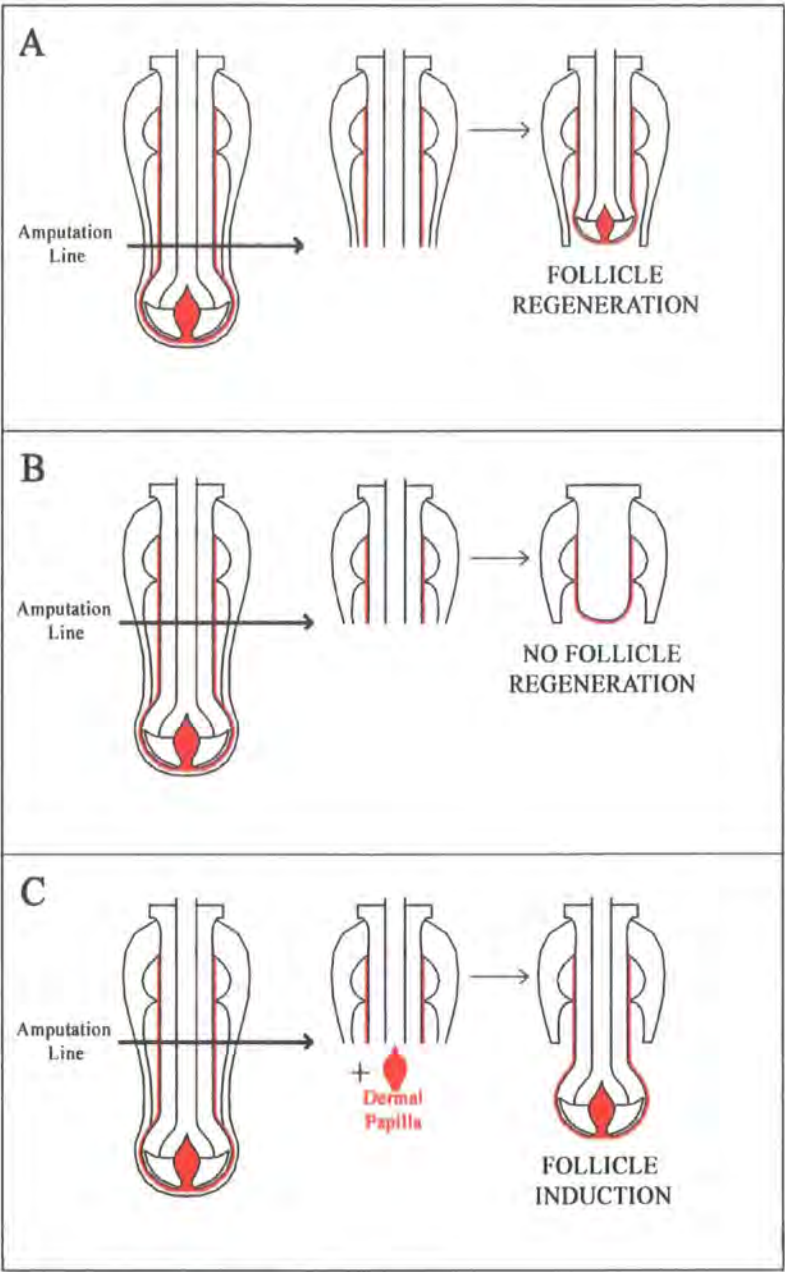 A
Amputation
Line
FOLLICLE
REGENERATION
B
Amputation
Line
NO FOLLICLE
REGENERATION
C
Amputation
Line
+
Dermal
Papilla
FOLLICLE
INDUCTION